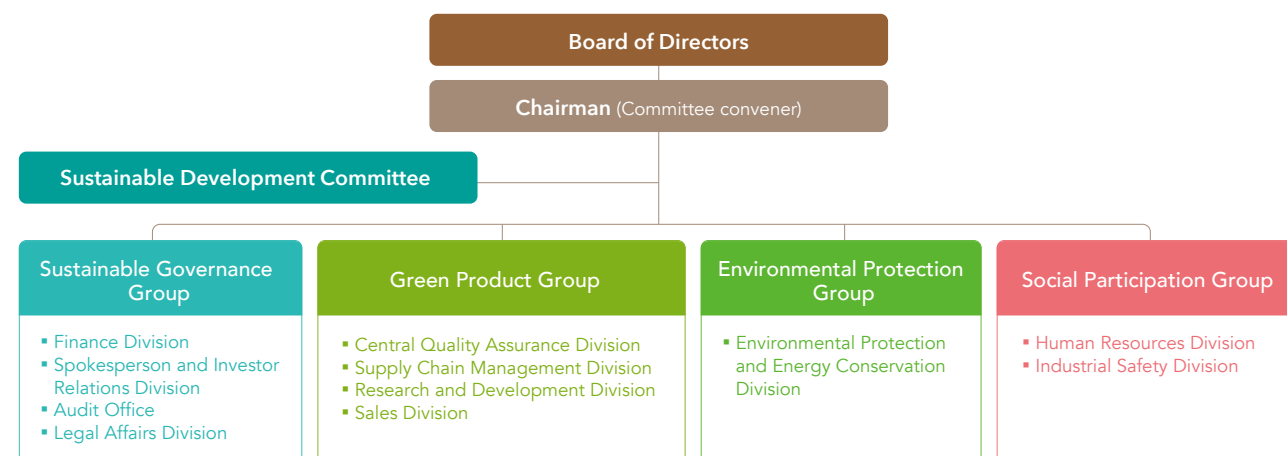 Board of Directors
Chairman (Committee convener)
Sustainable Development Committee
Sustainable Governance
Group
▪ Finance Division
▪ Spokesperson and Investor
Relations Division
▪ Audit Office
▪ Legal Affairs Division
Green Product Group
▪ Central Quality Assurance Division
▪ Supply Chain Management Division
▪ Research and Development Division
▪ Sales Division
Environmental Protection
Group
▪ Environmental Protection
and Energy Conservation
Division
Social Participation Group
▪ Human Resources Division
▪ Industrial Safety Division